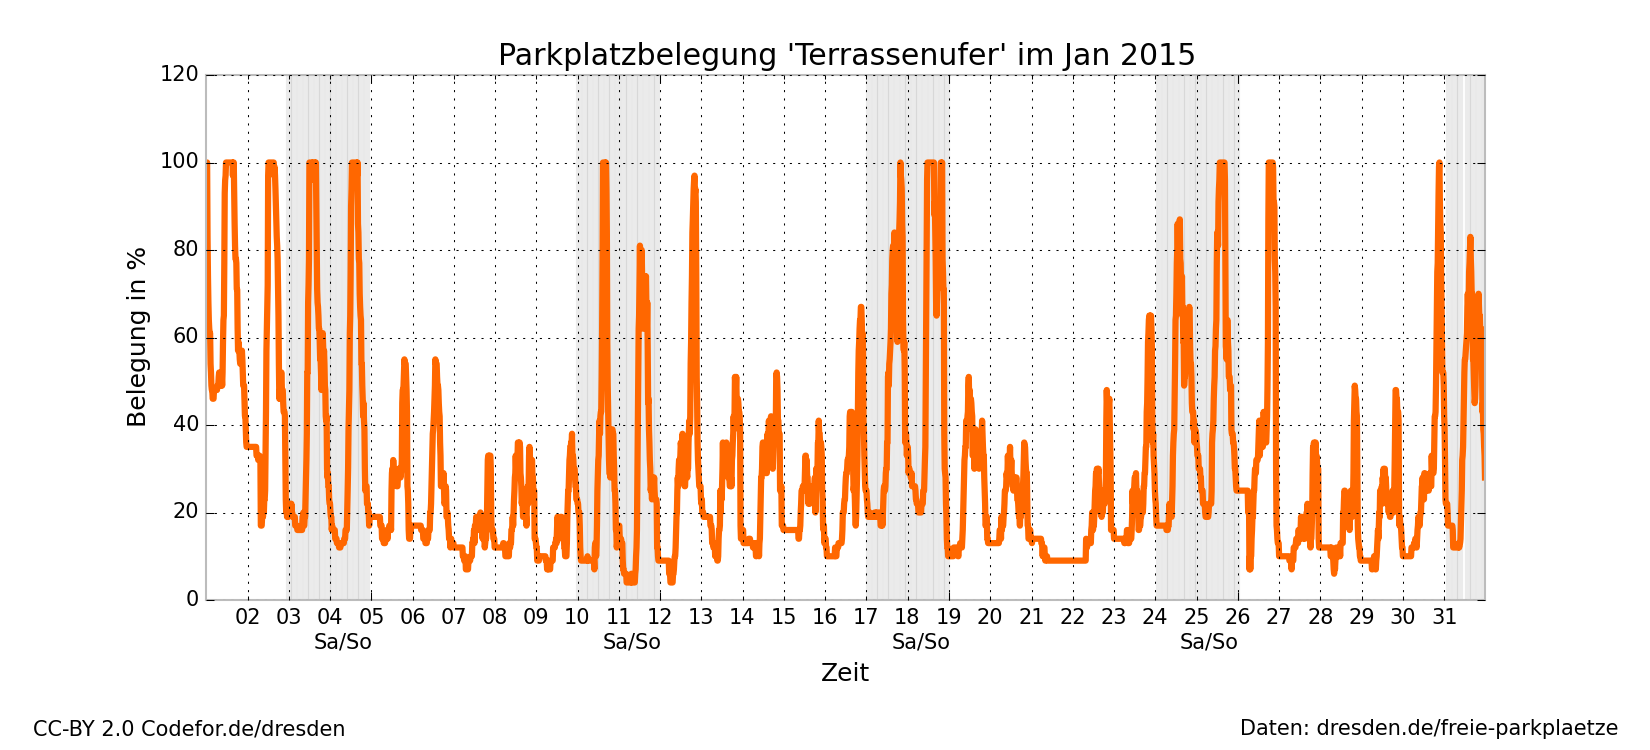 Parkplatzbelegung 'Terrassenufer' im Jan 2015
120
100
80
60
40
20
0
Belegung in %
02 03 04 05 06 07 08 09 10 11 12 13 14 15 16 17 18 19 20 21 22 23 24 25 26 27 28 29 30 31
Sa/So Sa/So Sa/So Sa/So
Zeit
CC-BY 2.0 Codefor.de/dresden
Daten: dresden.de/freie-parkplaetze